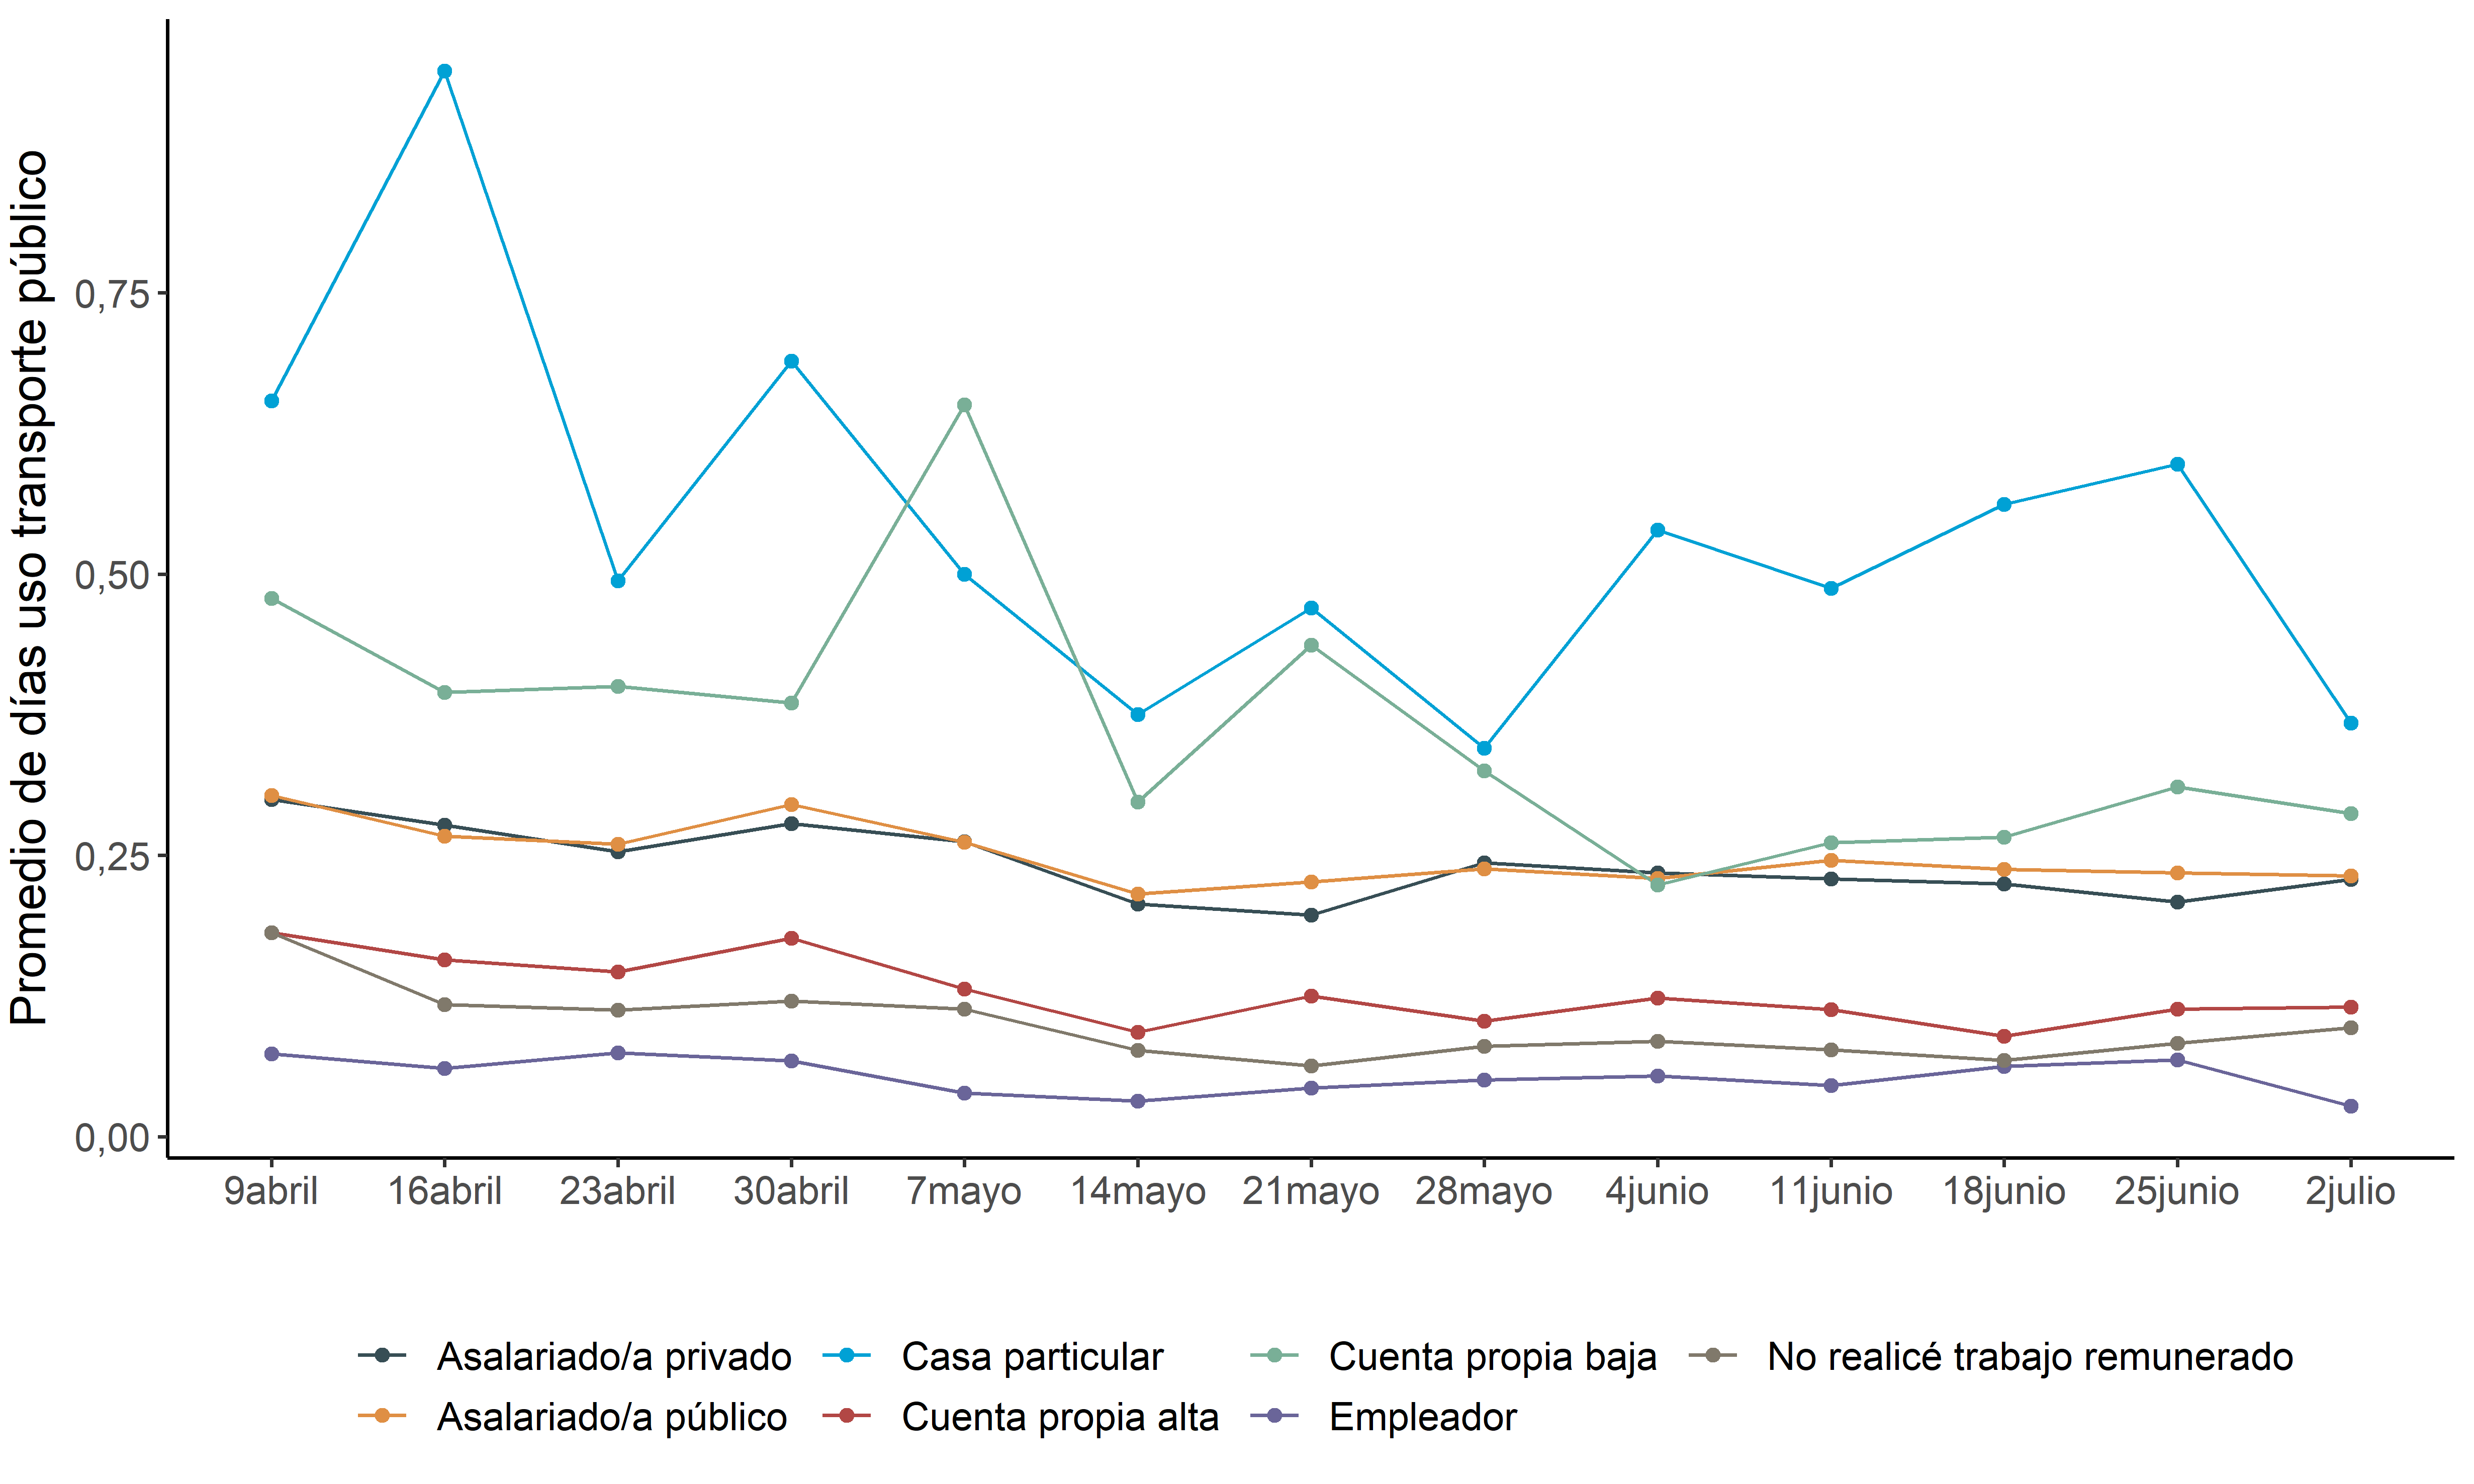 Promedio de días uso transporte público
0,75
0,50
0,25
0,00
9abril 16abril 23abril 30abril 7mayo 14mayo 21mayo 28mayo 4junio 11junio 18junio 25junio 2julio
Asalariado/a privado Casa particular Cuenta propia baja No realicé trabajo remunerado
Asalariado/a público Cuenta propia alta Empleador